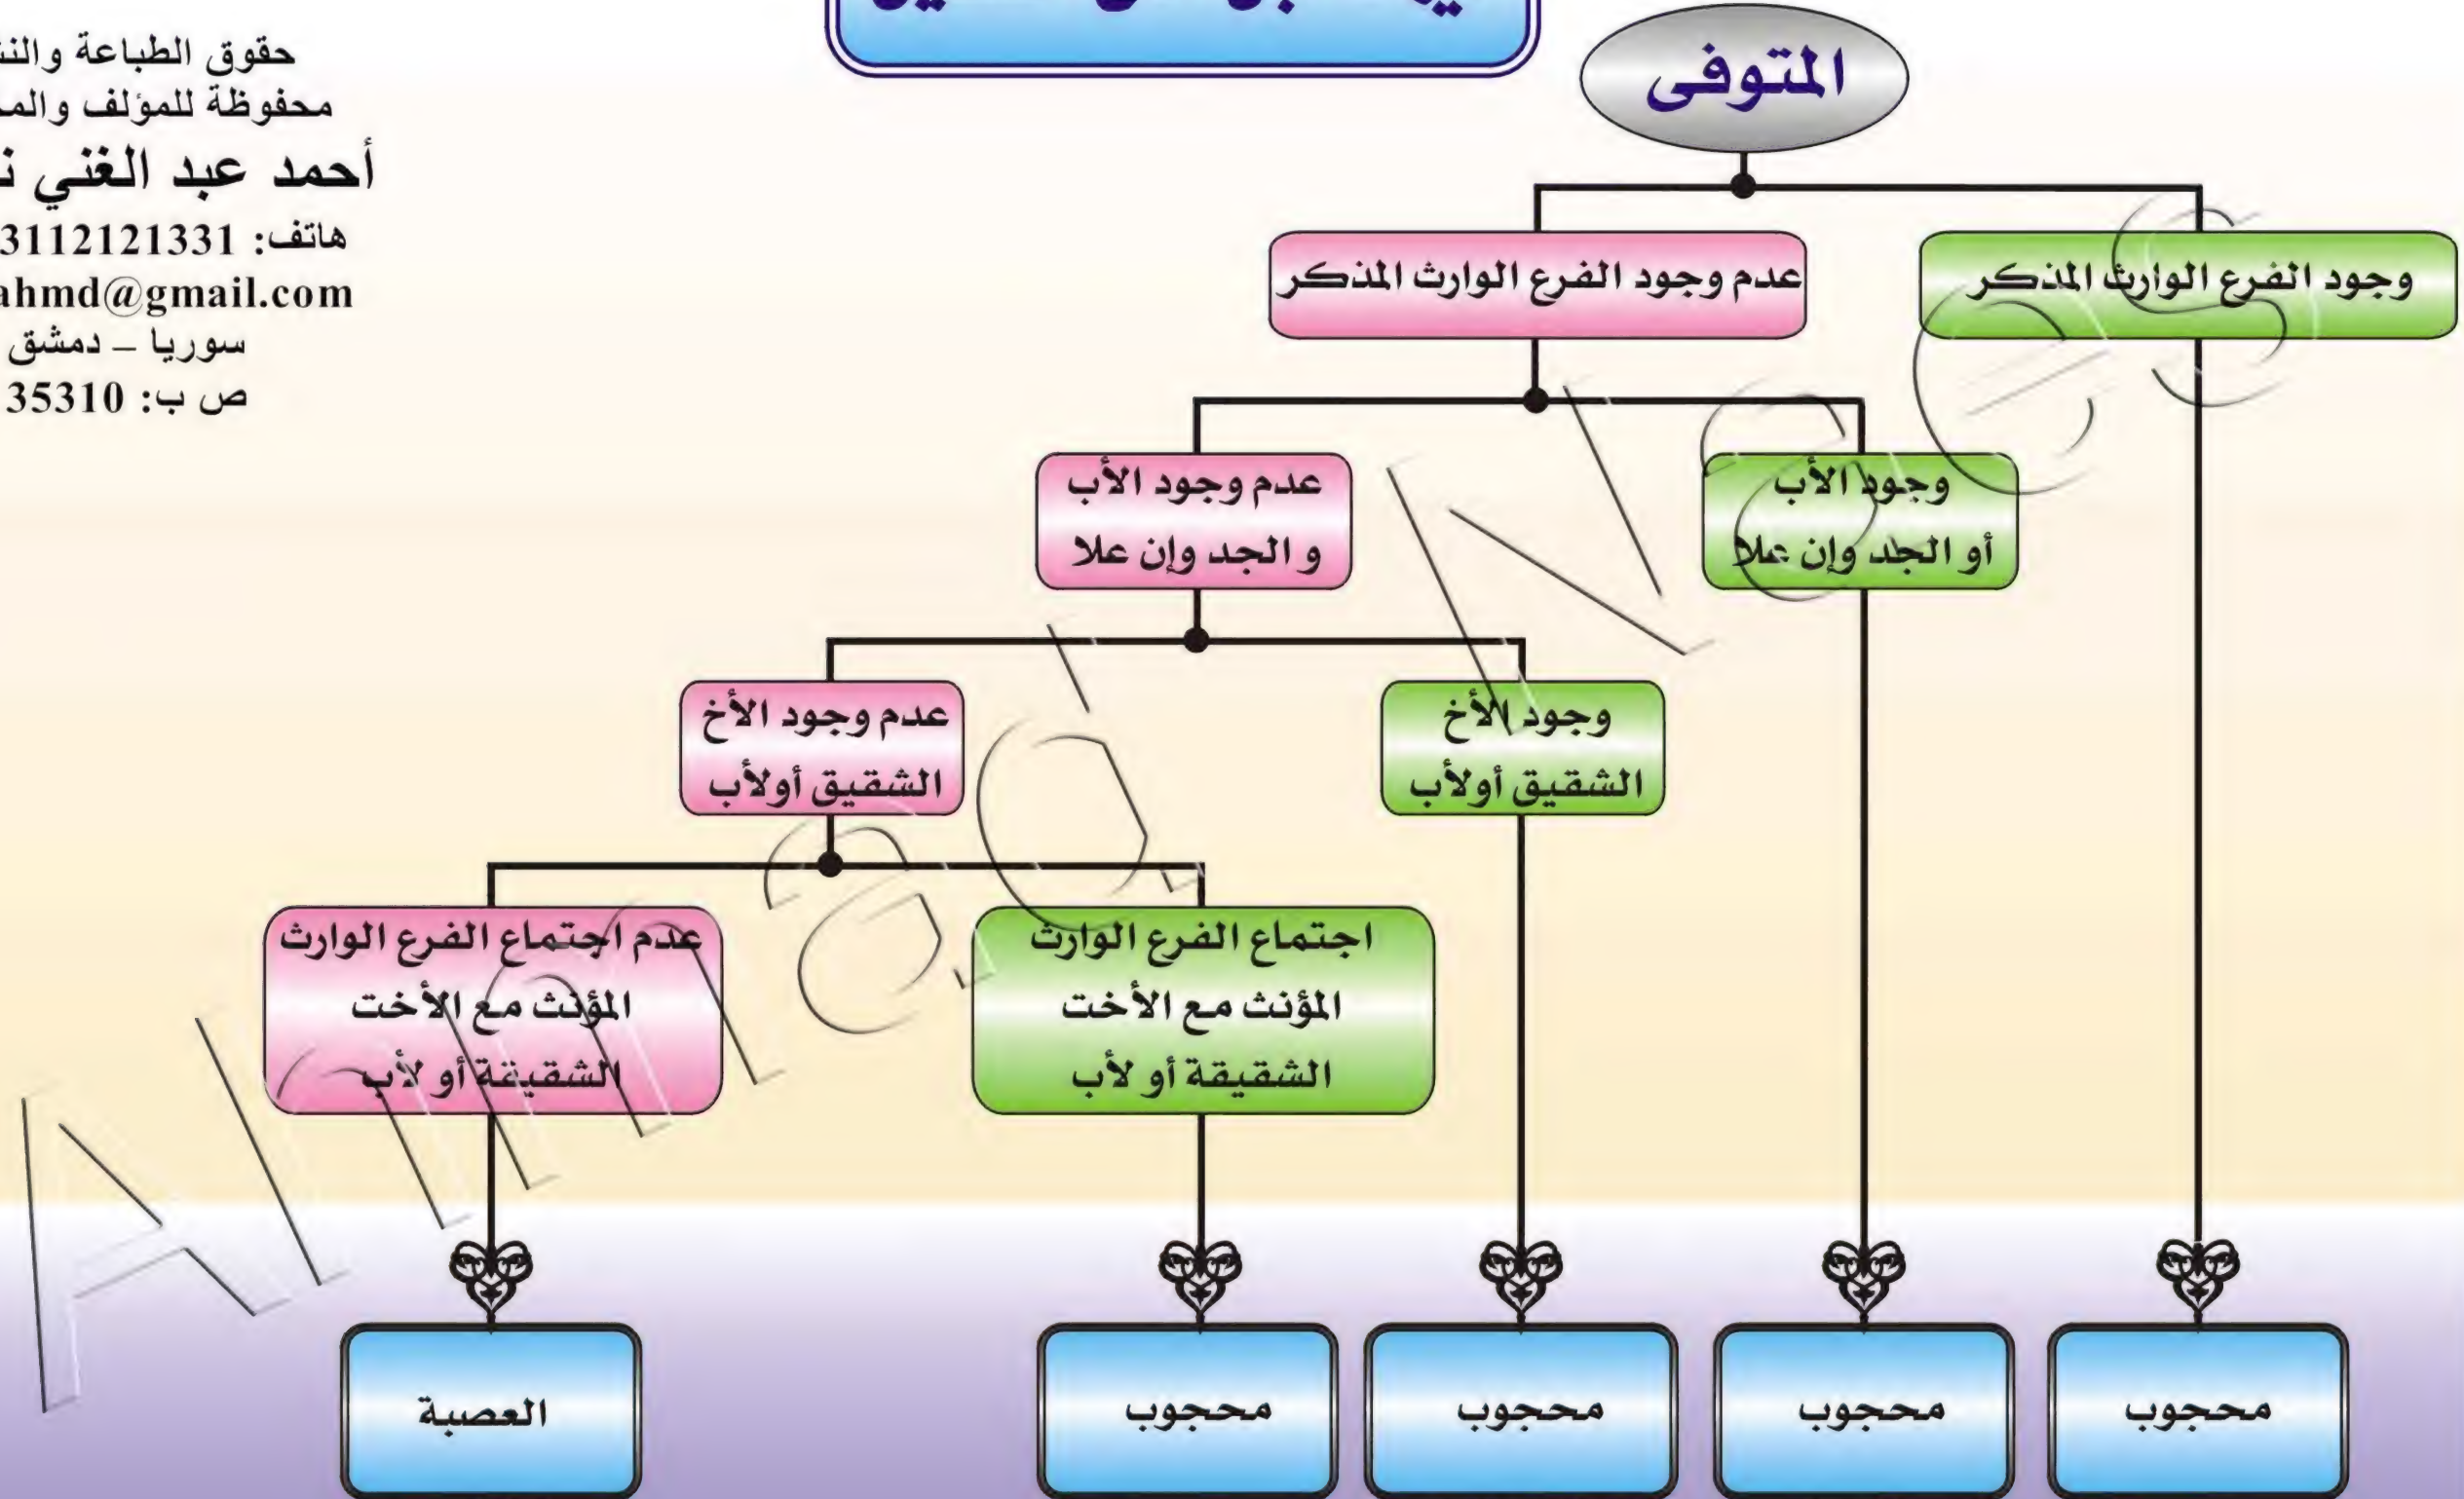 المتوفى
حقوق الطباعة
محفوظة للمؤلف
أحمد عبد الغني
هاتف: 3112121331
ahmd@gmail.com
سوريا – دمشق
ص ب: 35310
وجود الفرع الوارث المذكر
عدم وجود الفرع الوارث المذكر
وجود الأب
أو الجد وإن علا
عدم وجود الأب
و الجد وإن علا
وجود الأخ
الشقيق أولأب
عدم وجود الأخ
الشقيق أولأب
اجتماع الفرع الوارث
المؤنث مع الأخت
الشقيقة أو لأب
عدم اجتماع الفرع الوارث
المؤنث مع الأخت
الشقيقة أو لأب
محجوب
محجوب
محجوب
محجوب
العصبة